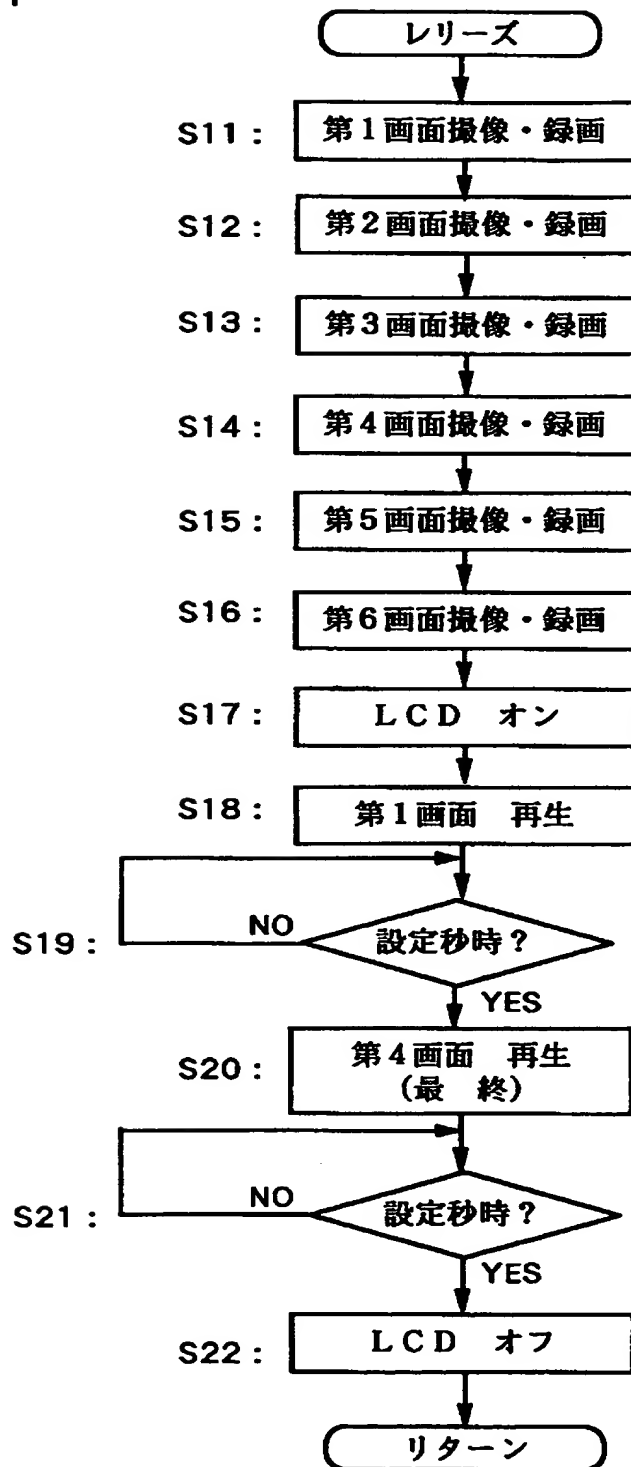 レリーズ
S11: 第1画面撮像・録画
S12: 第2画面撮像・録画
S13: 第3画面撮像・録画
S14: 第4画面撮像・録画
S15: 第5画面撮像・録画
S16: 第6画面撮像・録画
S17: LCD オン
S18: 第1画面 再生
S19: NO 設定秒時?
YES
S20: 第4画面 再生
(最 終)
S21: NO 設定秒時?
YES
S22: LCD オフ
リターン